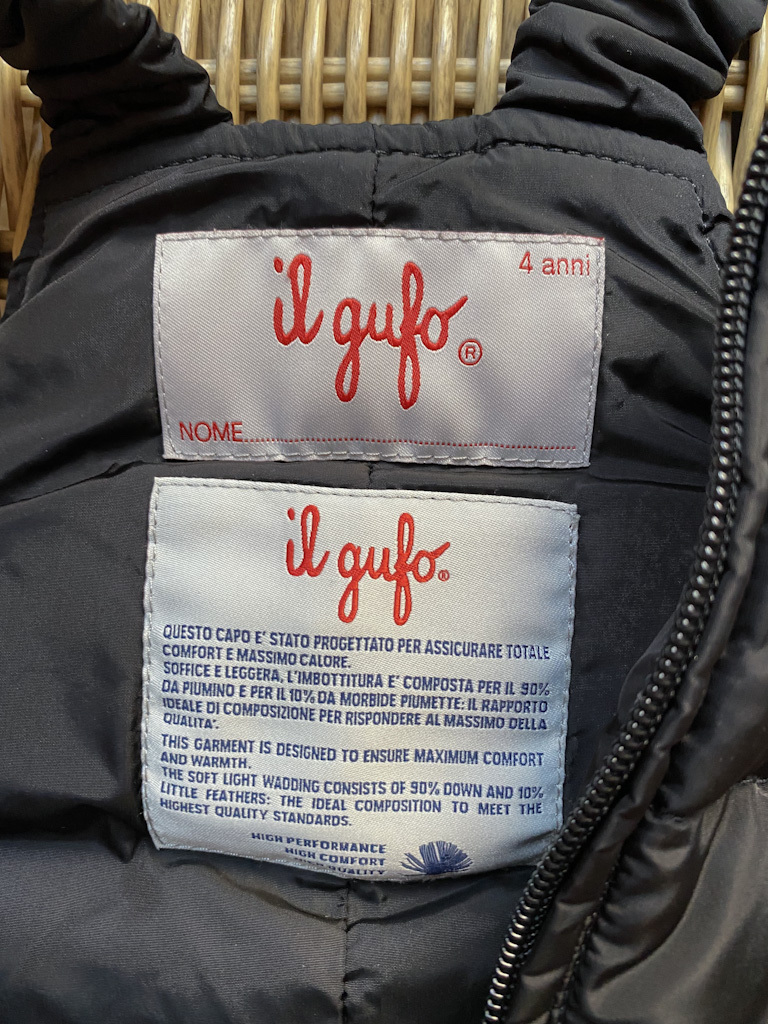 4 anni
il gufo®
NOME
il gufo®
QUESTO CAPO E' STATO PROGETTATO PER ASSICURARE TOTALE
COMFORT E MASSIMO CALORE.
SOFFICE E LEGGERA, L'IMBOTTITURA E' COMPOSTA PER IL 90%
DA PIUMINO E PER IL 10% DA MORBIDE PIUMETTE: IL RAPPORTO
IDEALE DI COMPOSIZIONE PER RISPONDERE AL MASSIMO DELLA
QUALITA'.
THIS GARMENT IS DESIGNED TO ENSURE MAXIMUM COMFORT
AND WARMTH.
THE SOFT LIGHT WADDING CONSISTS OF 90% DOWN AND 10%
LITTLE FEATHERS: THE IDEAL COMPOSITION TO MEET THE
HIGHEST QUALITY STANDARDS.
HIGH PERFORMANCE
HIGH COMFORT
HIGH QUALITY